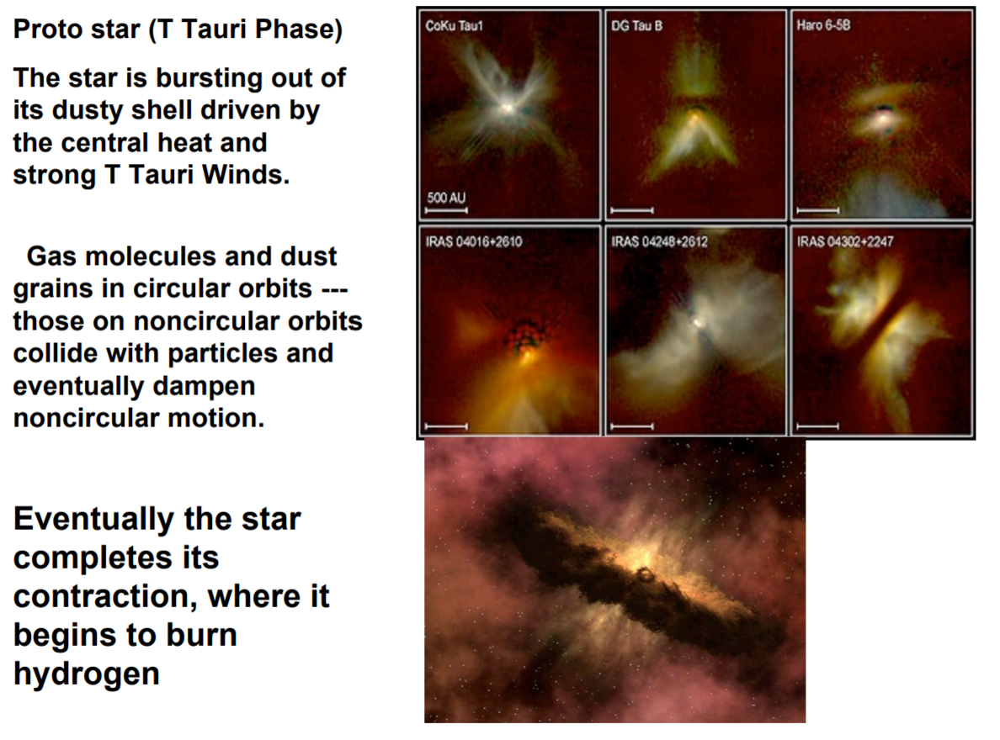 Proto star (T Tauri Phase)
The star is bursting out of
its dusty shell driven by
the central heat and
strong T Tauri Winds.
Gas molecules and dust
grains in circular orbits ---
those on noncircular orbits
collide with particles and
eventually dampen
noncircular motion.
Eventually the star
completes its
contraction, where it
begins to burn
hydrogen
CoKu Tau1
DG Tau B
Haro 6-5B
500 AU
IRAS 04016+2610
IRAS 04248+2612
IRAS 04302+2247